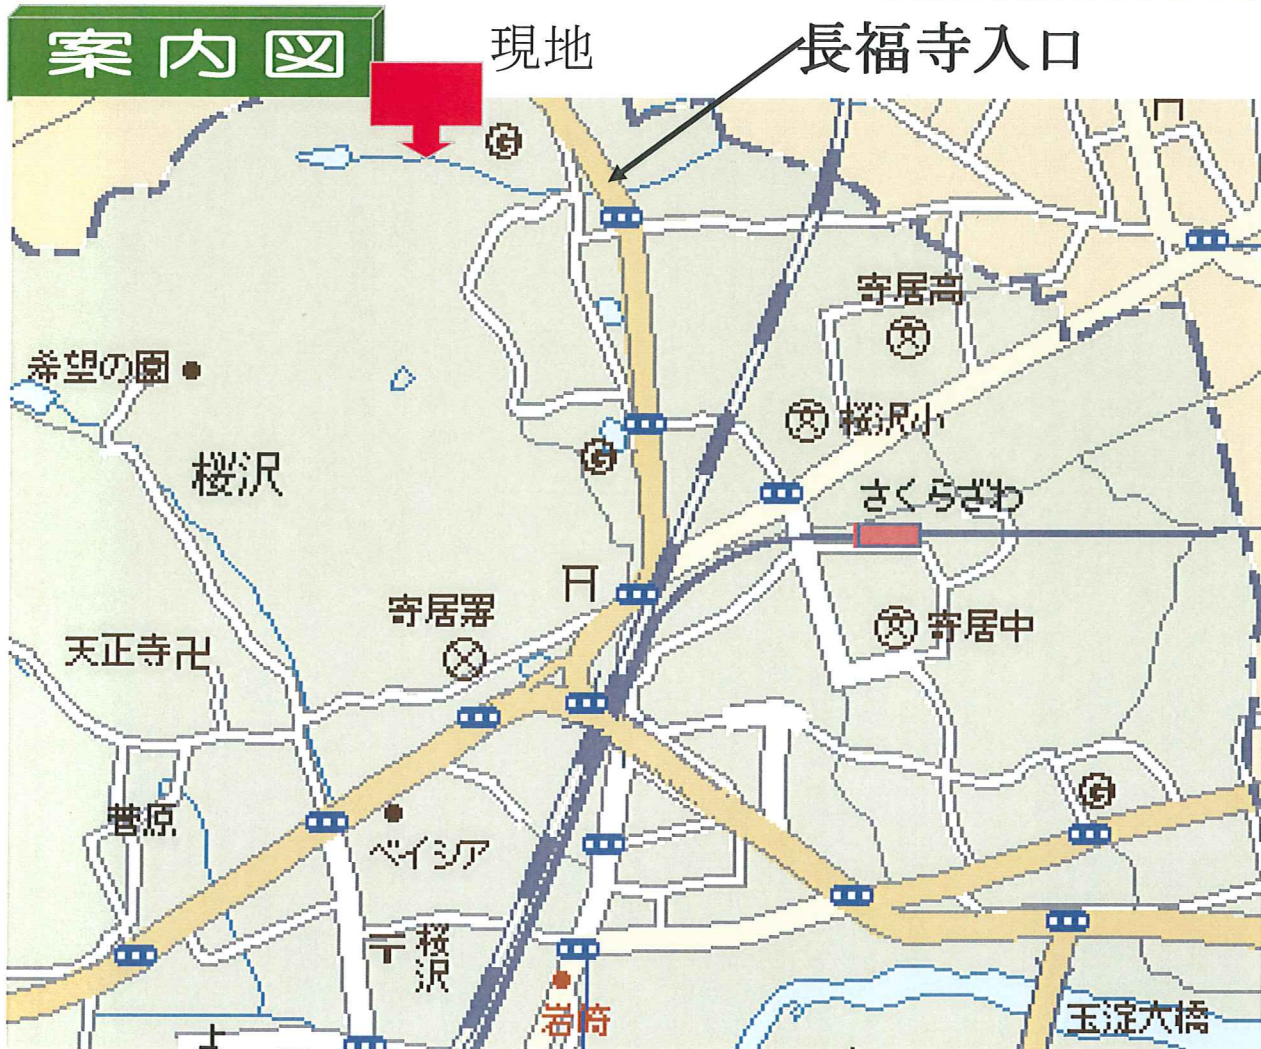 案内図
現地
長福寺入口
寄居高
希望の園
桜沢小
桜沢
さくらざわ
寄居署
寄居中
天正寺
菅原
ベイシア
桜沢
岩崎
玉淀大橋